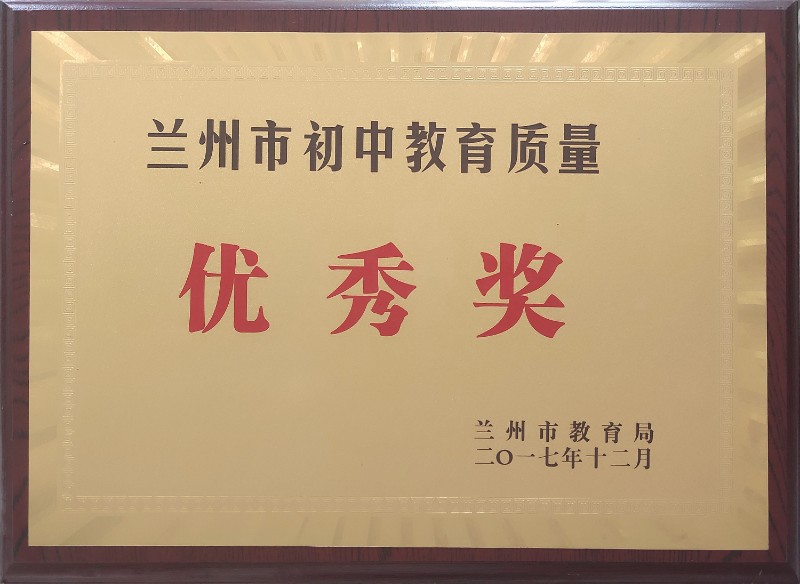 兰州市初中教育质量
优秀奖
兰州市教育局
二〇一七年十二月